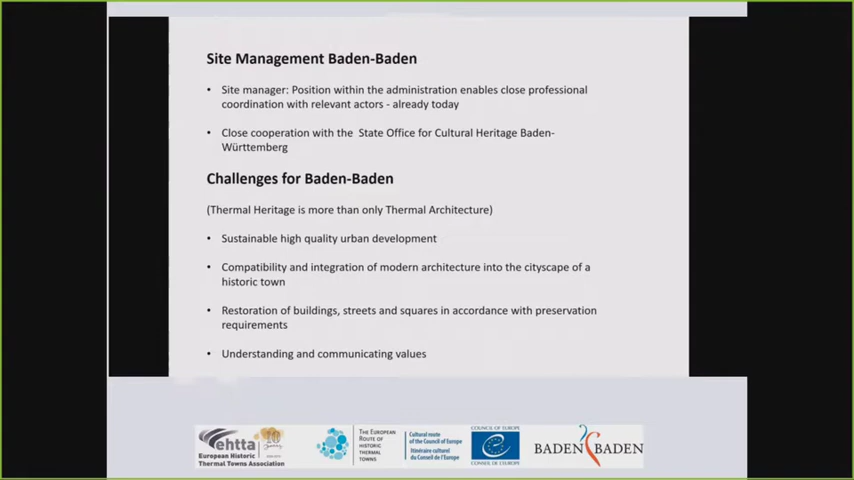 Site Management Baden-Baden
• Site manager: Position within the administration enables close professional
coordination with relevant actors - already today
• Close cooperation with the State Office for Cultural Heritage Baden-
Württemberg
Challenges for Baden-Baden
(Thermal Heritage is more than only Thermal Architecture)
• Sustainable high quality urban development
• Compatibility and integration of modern architecture into the cityscape of a
historic town
• Restoration of buildings, streets and squares in accordance with preservation
requirements
• Understanding and communicating values
ehtta
European Historic
Thermal Towns Association
THE EUROPEAN
ROUTE OF
HISTORIC
THERMAL
TOWNS
Cultural route
of the Council of Europe
Itinéraire culturel
du Conseil de l'Europe
COUNCIL OF EUROPE
CONSEIL DE L'EUROPE
BADEN BADEN